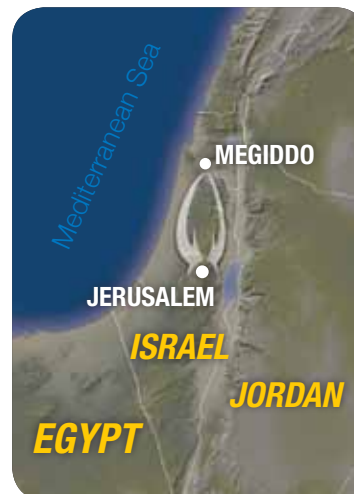 Mediterranean Sea
MEGIDDO
JERUSALEM
ISRAEL
JORDAN
EGYPT